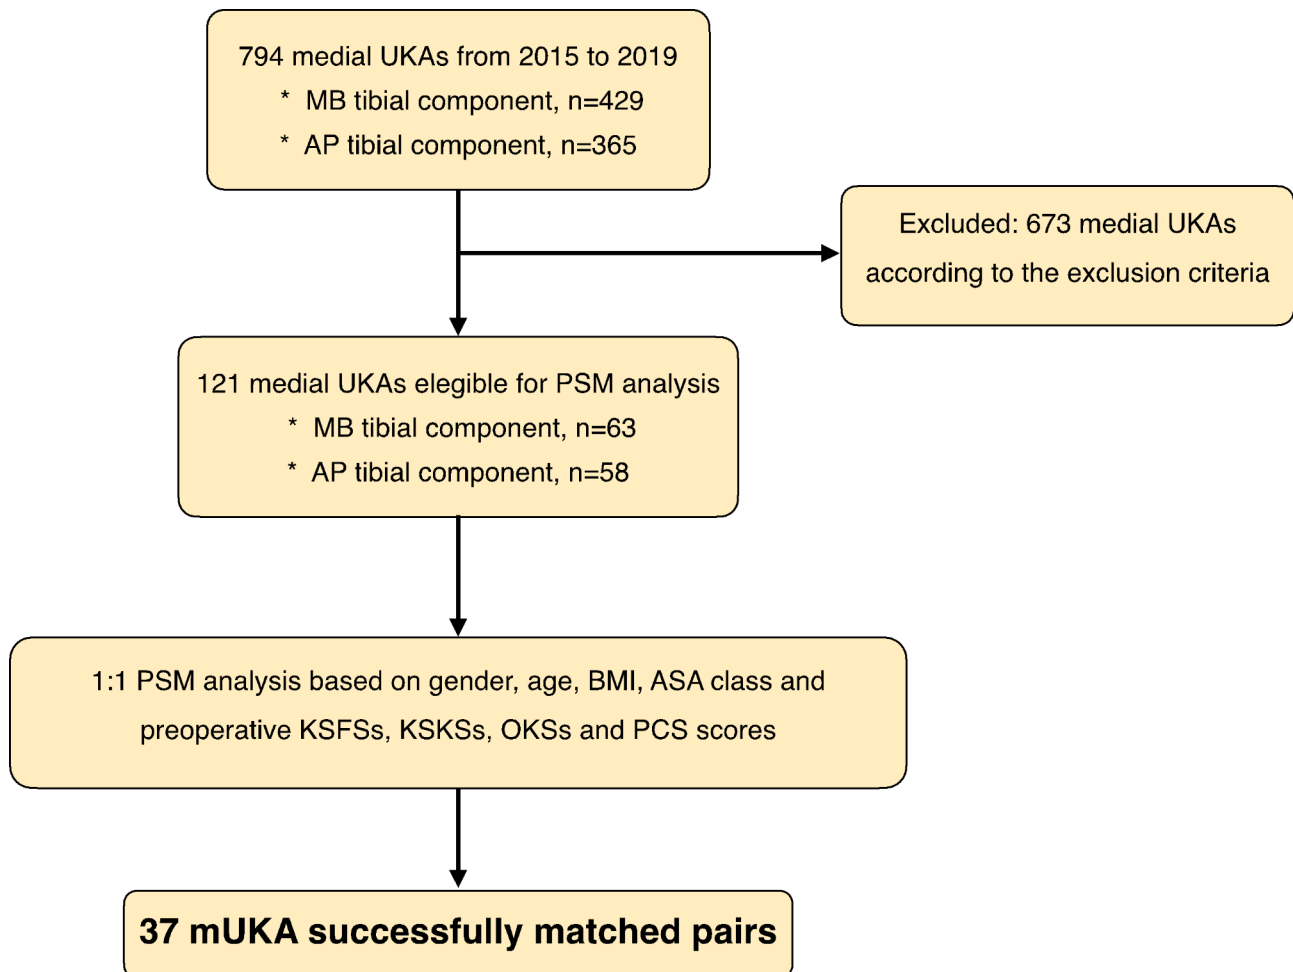 794 medial UKAs from 2015 to 2019
* MB tibial component, n=429
* AP tibial component, n=365
Excluded: 673 medial UKAs
according to the exclusion criteria
121 medial UKAs elegible for PSM analysis
* MB tibial component, n=63
* AP tibial component, n=58
1:1 PSM analysis based on gender, age, BMI, ASA class and
preoperative KSFSs, KSKSs, OKSs and PCS scores
37 mUKA successfully matched pairs